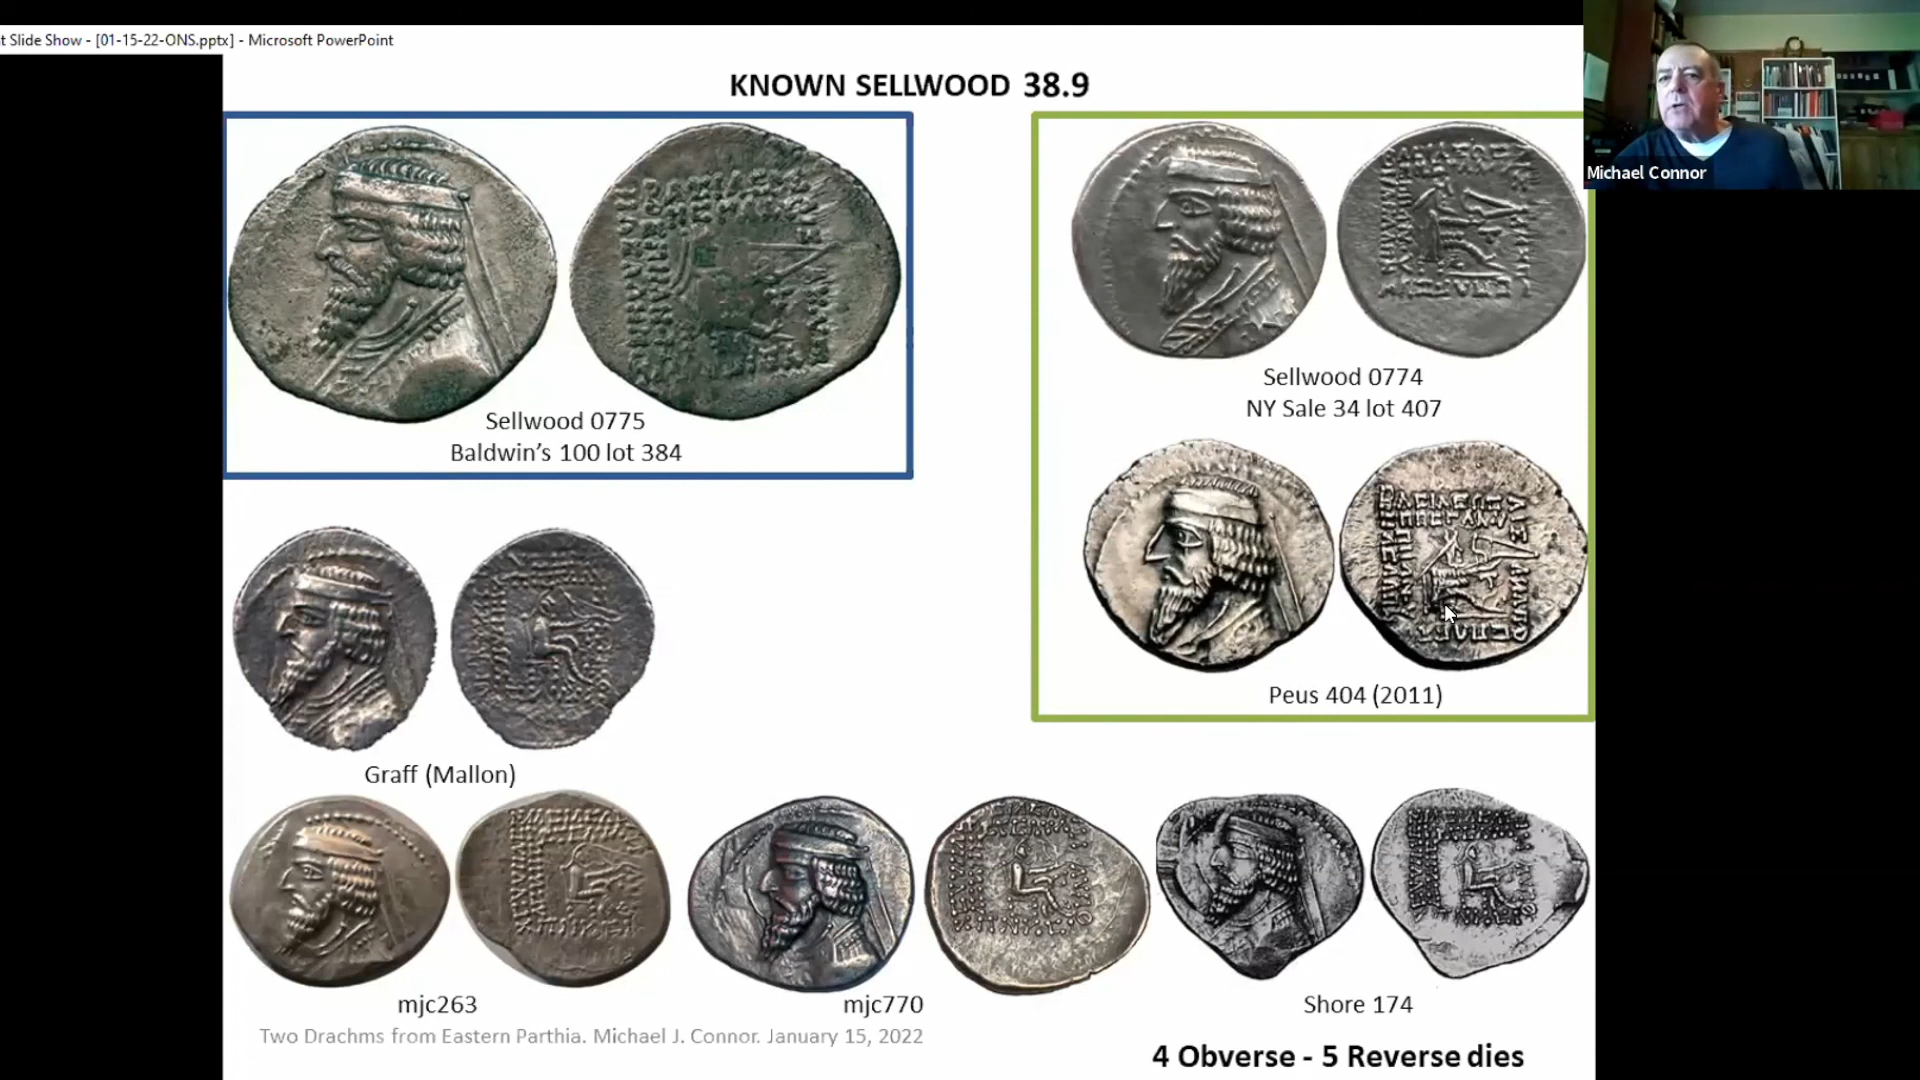 t Slide Show - [01-15-22-ONS.pptx] - Microsoft PowerPoint
KNOWN SELLWOOD 38.9
Michael Connor
Sellwood 0775
Baldwin's 100 lot 384
Sellwood 0774
NY Sale 34 lot 407
Peus 404 (2011)
Graff (Mallon)
mjc263
mjc770
Shore 174
Two Drachms from Eastern Parthia. Michael J. Connor. January 15, 2022
4 Obverse - 5 Reverse dies